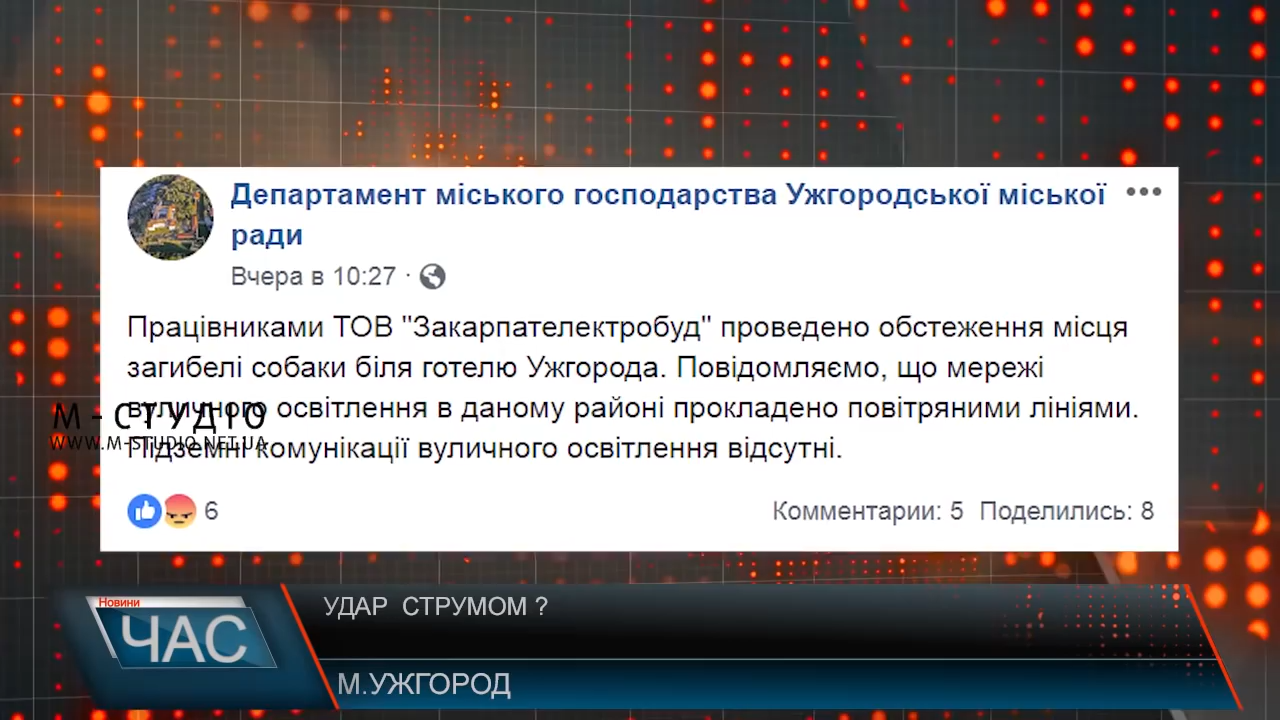 Департамент міського господарства Ужгородської міської
ради
Вчера в 10:27 ·
Працівниками ТОВ "Закарпателектробуд" проведено обстеження місця
загибелі собаки біля готелю Ужгорода. Повідомляємо, що мережі
вуличного освітлення в даному районі прокладено повітряними лініями.
Підземні комунікації вуличного освітлення відсутні.
М - СТУДІО
WWW.M-STUDIO.NET.UA
6
Комментарии: 5 Поделились: 8
Новини
ЧАС
УДАР СТРУМОМ ?
М.УЖГОРОД